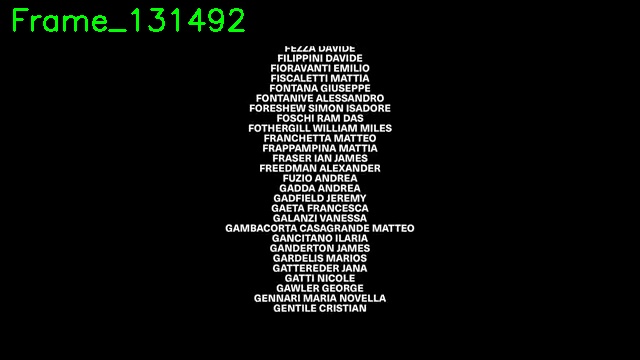 Frame_131492
FEZZA DAVIDE
FILIPPINI DAVIDE
FIORAVANTI EMILIO
FISCALETTI MATTIA
FONTANA GIUSEPPE
FONTANIVE ALESSANDRO
FORESHEW SIMON ISADORE
FOSCHI RAM DAS
FOTHERGILL WILLIAM MILES
FRANCHETTA MATTEO
FRAPPAMPINA MATTIA
FRASER IAN JAMES
FREEDMAN ALEXANDER
FUZIO ANDREA
GADDA ANDREA
GADFIELD JEREMY
GAETA FRANCESCA
GALANZI VANESSA
GAMBACORTA CASAGRANDE MATTEO
GANCITANO ILARIA
GANDERTON JAMES
GARDELIS MARIOS
GATTEREDER JANA
GATTI NICOLE
GAWLER GEORGE
GENNARI MARIA NOVELLA
GENTILE CRISTIAN